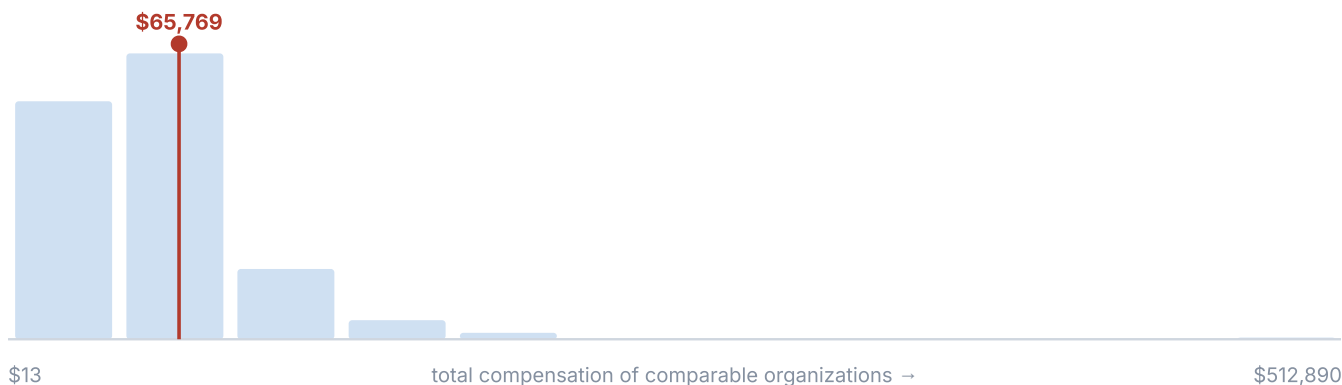 $65,769
$13 total compensation of comparable organizations → $512,890